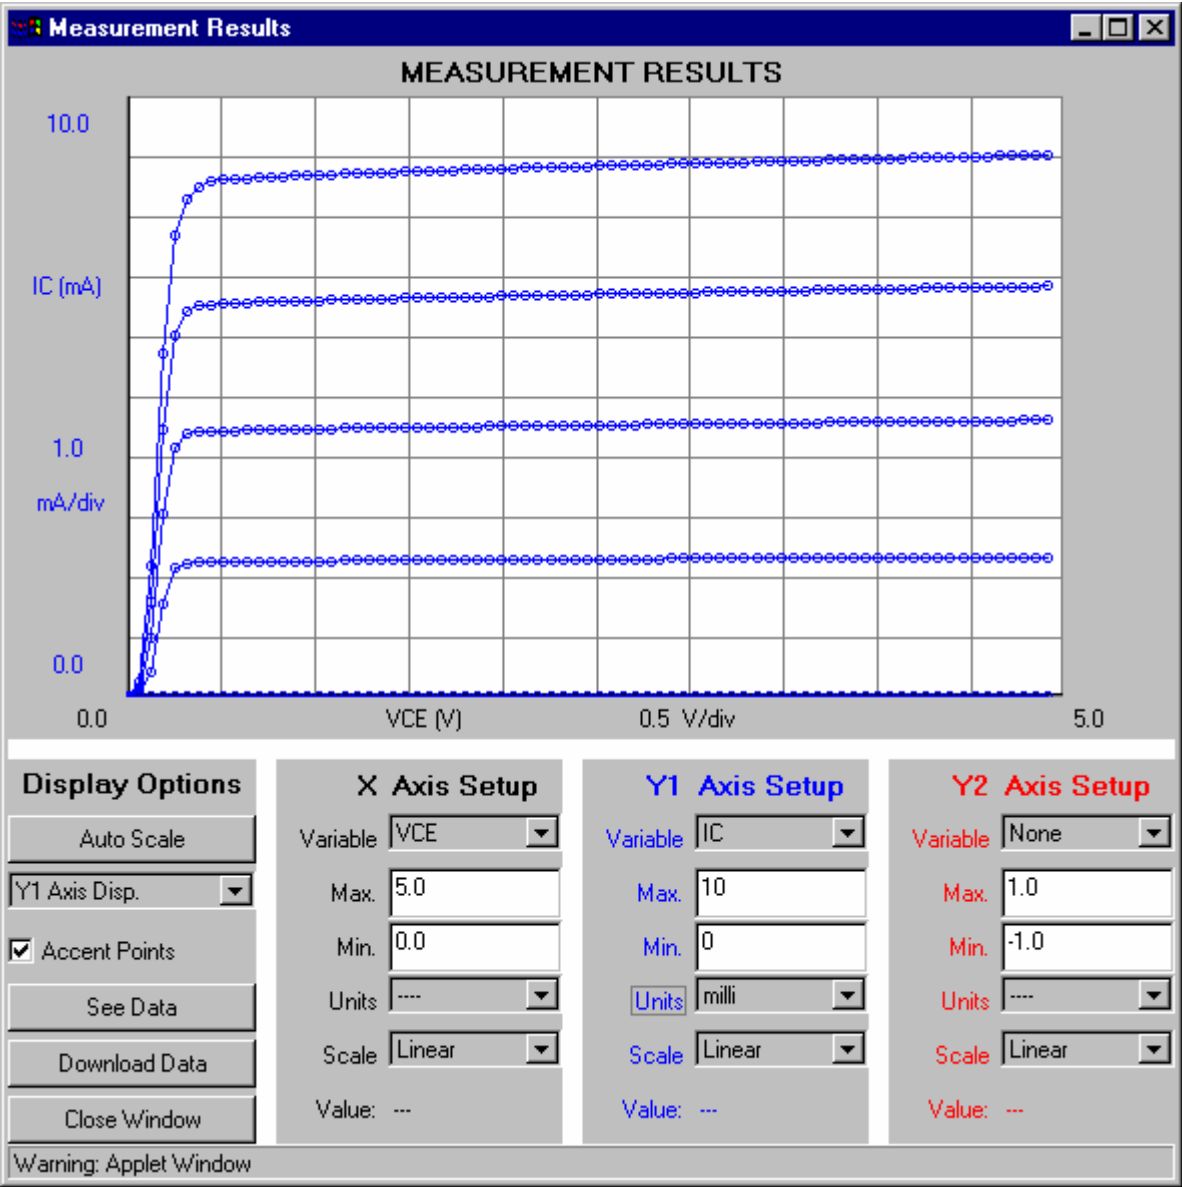 Measurement Results
MEASUREMENT RESULTS
10.0
IC (mA)
1.0
mA/div
0.0
0.0 VCE (V) 0.5 V/div 5.0
Display Options
Auto Scale
Y1 Axis Disp.
Accent Points
See Data
Download Data
Close Window
X Axis Setup
Variable VCE
Max. 5.0
Min. 0.0
Units ----
Scale Linear
Value: ---
Y1 Axis Setup
Variable IC
Max. 10
Min. 0
Units milli
Scale Linear
Value: ---
Y2 Axis Setup
Variable None
Max. 1.0
Min. -1.0
Units ----
Scale Linear
Value: ---
Warning: Applet Window